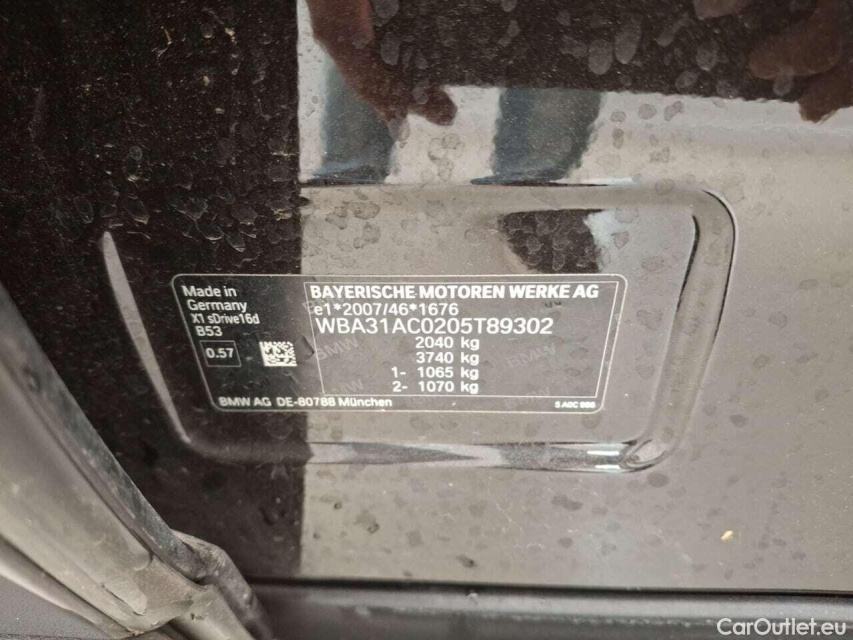 Made in
Germany
X1 sDrive16d
B53
0.57
BAYERISCHE MOTOREN WERKE AG
e1*2007/46*1676
WBA31AC0205T89302
2040 kg
3740 kg
1- 1065 kg
2- 1070 kg
BMW AG DE-80788 München
CarOutlet.eu